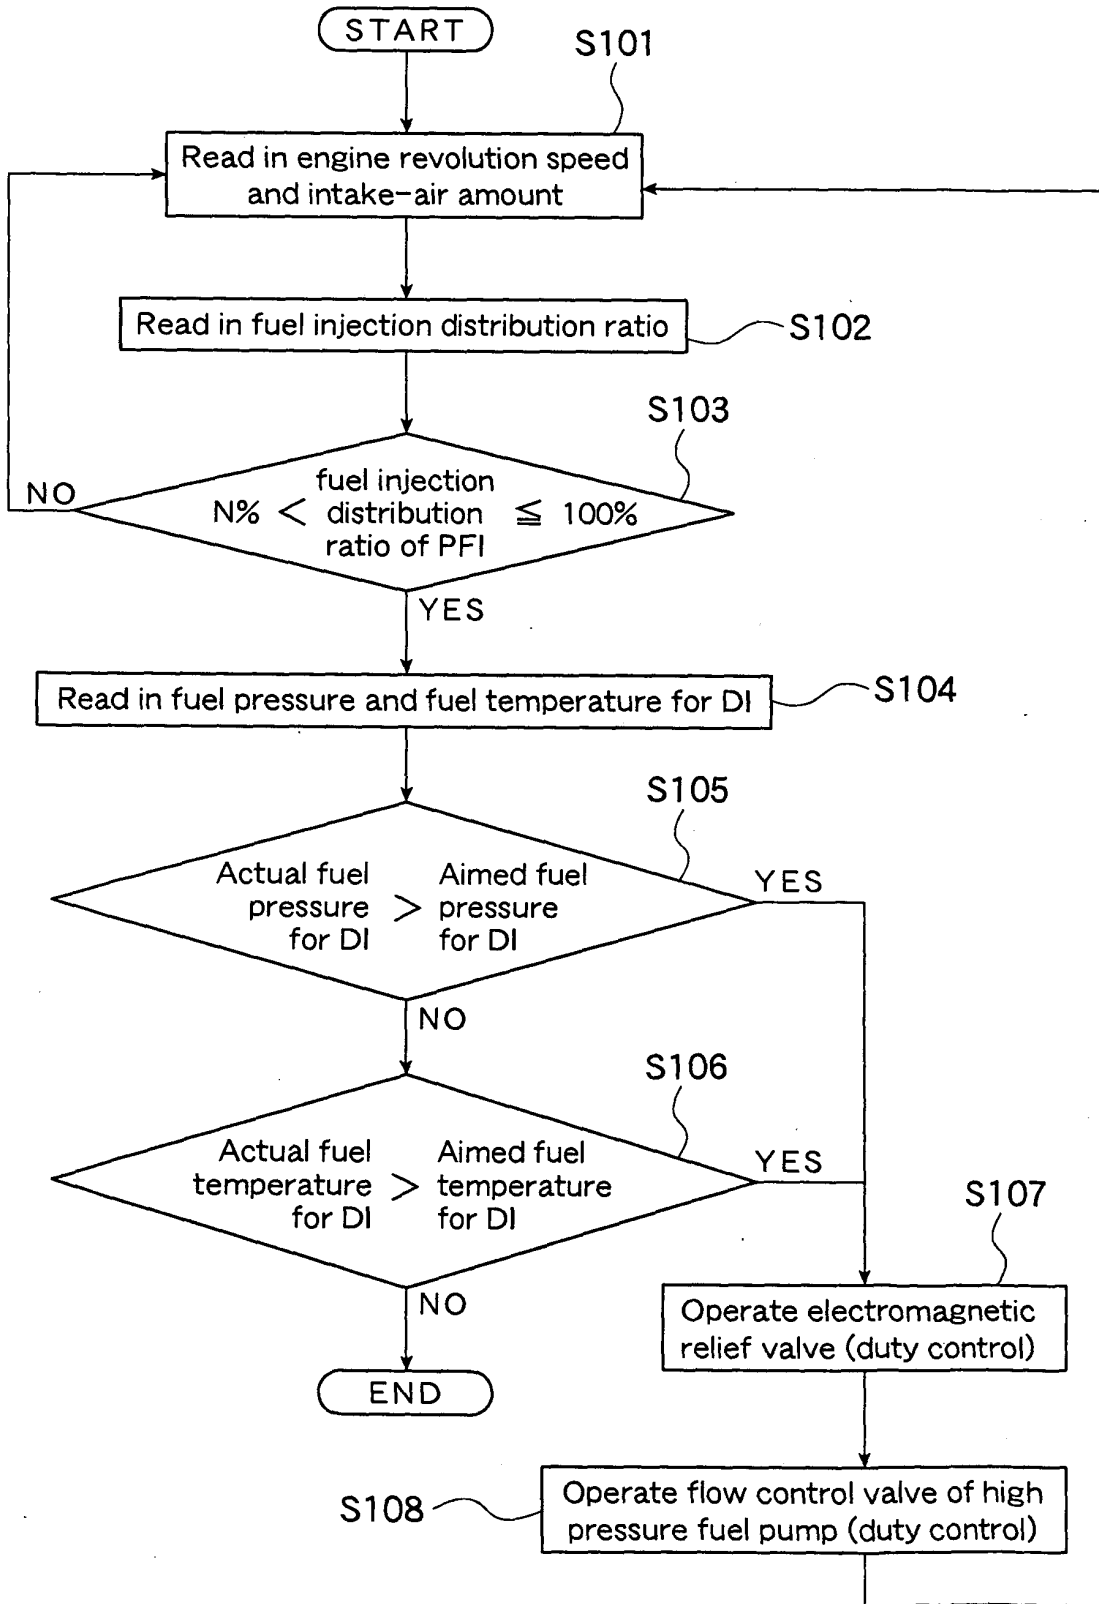 START
S101
Read in engine revolution speed
and intake-air amount
Read in fuel injection distribution ratio
S102
S103
NO
N% < fuel injection
distribution
ratio of PFI ≦ 100%
YES
Read in fuel pressure and fuel temperature for DI
S104
S105
Actual fuel
pressure
for DI
>
Aimed fuel
pressure
for DI
YES
NO
S106
Actual fuel
temperature
for DI
>
Aimed fuel
temperature
for DI
YES
NO
S107
Operate electromagnetic
relief valve (duty control)
END
S108
Operate flow control valve of high
pressure fuel pump (duty control)